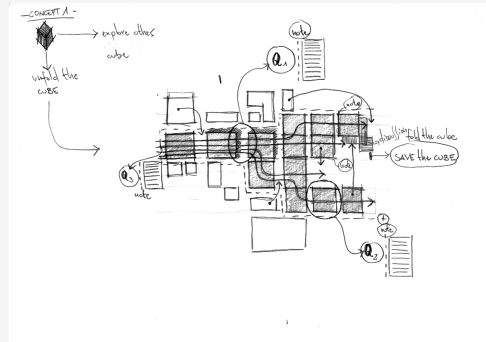 - CONCEPT 1 -
explore other
cube
unfold the
CUBE
note
Q1
note
fold the cube
SAVE the CUBE
note
Q3
note
+
note
Q2